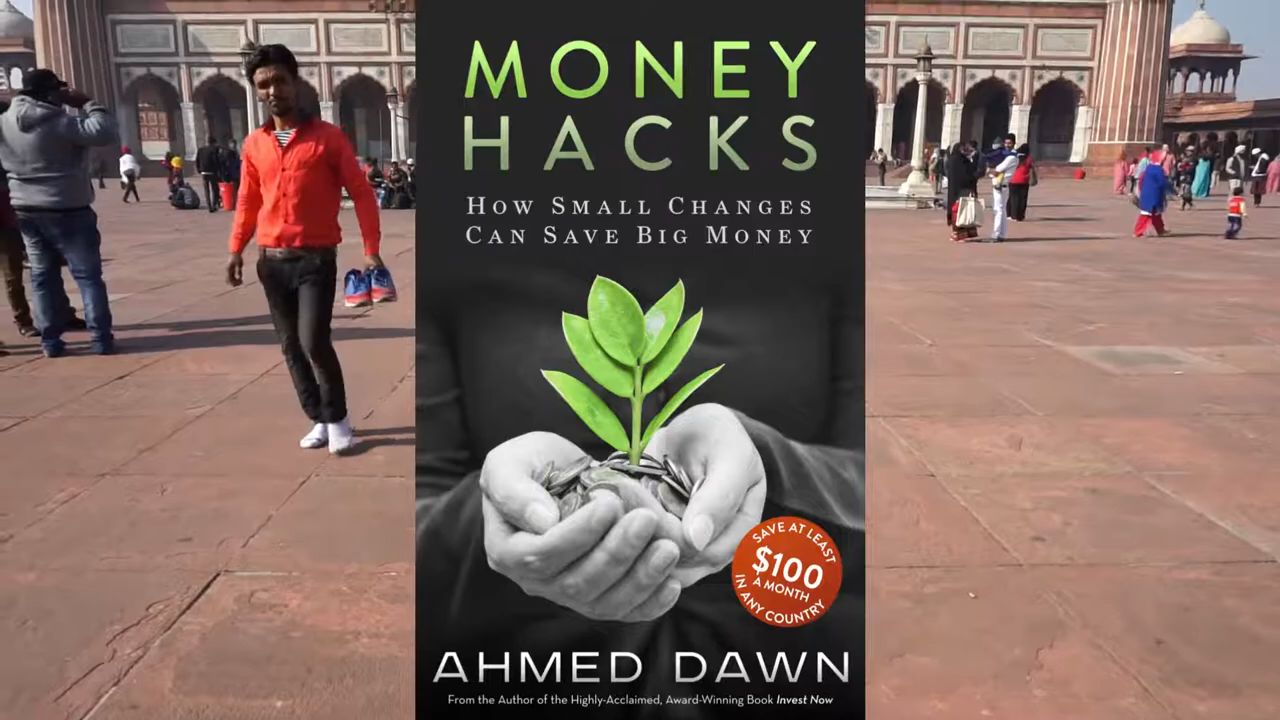 MONEY
HACKS
HOW SMALL CHANGES
CAN SAVE BIG MONEY
SAVE AT LEAST
$100
A MONTH
IN ANY COUNTRY
AHMED DAWN
From the Author of the Highly-Acclaimed, Award-Winning Book Invest Now